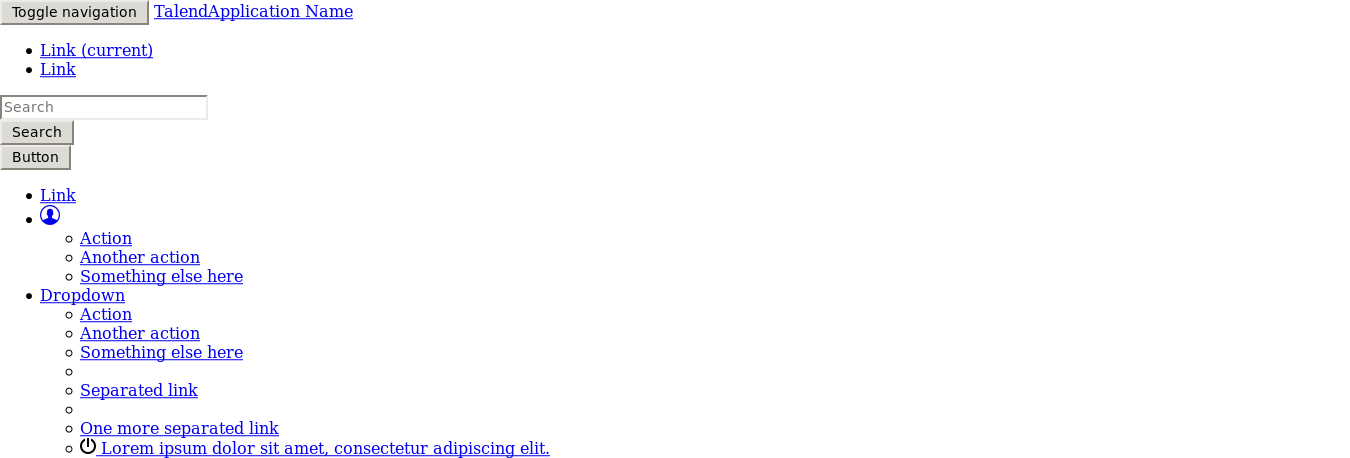 Toggle navigation TalendApplication Name
Link (current)
Link
Search
Search
Button
Link
Action
Another action
Something else here
Dropdown
Action
Another action
Something else here
Separated link
One more separated link
Lorem ipsum dolor sit amet, consectetur adipiscing elit.